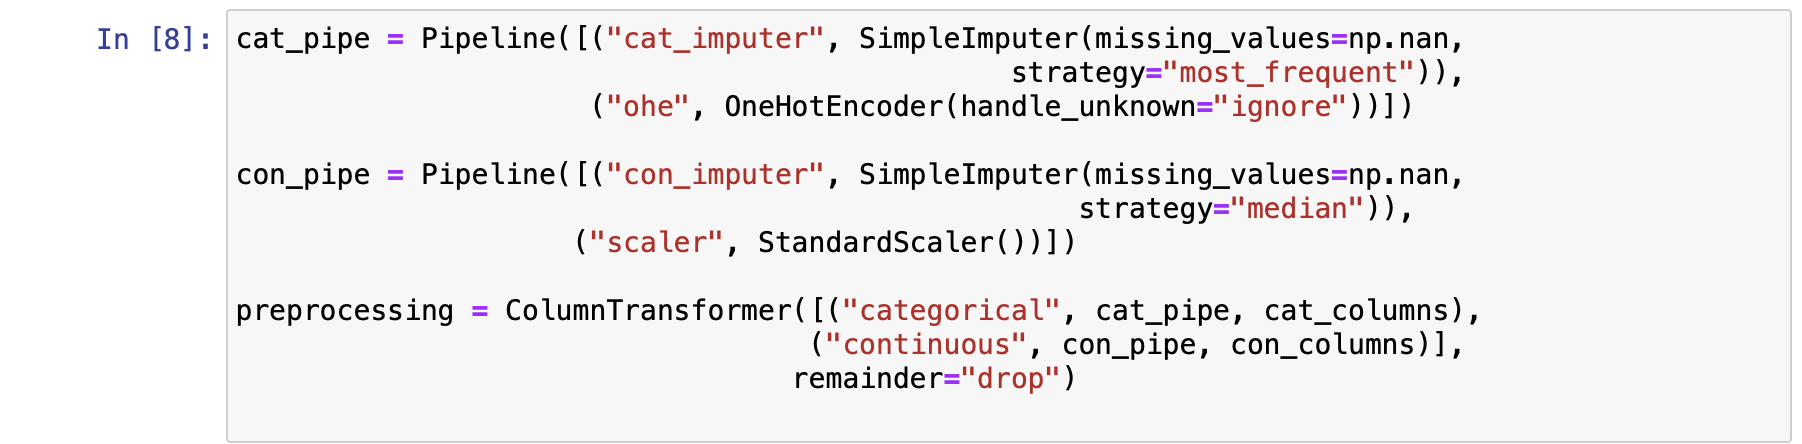 In [8]: cat_pipe = Pipeline([("cat_imputer", SimpleImputer(missing_values=np.nan,
strategy="most_frequent")),
("ohe", OneHotEncoder(handle_unknown="ignore"))])
con_pipe = Pipeline([("con_imputer", SimpleImputer(missing_values=np.nan,
strategy="median")),
("scaler", StandardScaler())])
preprocessing = ColumnTransformer([("categorical", cat_pipe, cat_columns),
("continuous", con_pipe, con_columns)],
remainder="drop")